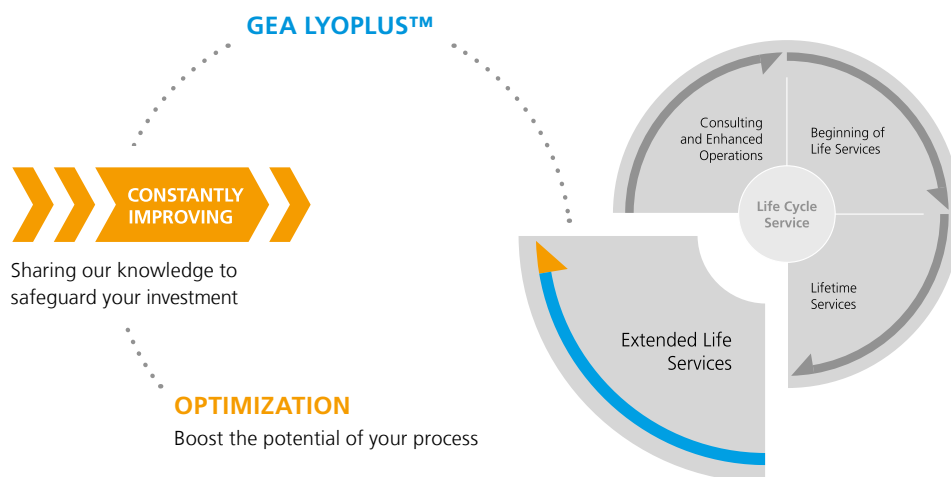 GEA LYOPLUS™
CONSTANTLY
IMPROVING
Sharing our knowledge to
safeguard your investment
OPTIMIZATION
Boost the potential of your process
Consulting
and Enhanced
Operations
Beginning of
Life Services
Life Cycle
Service
Lifetime
Services
Extended Life
Services